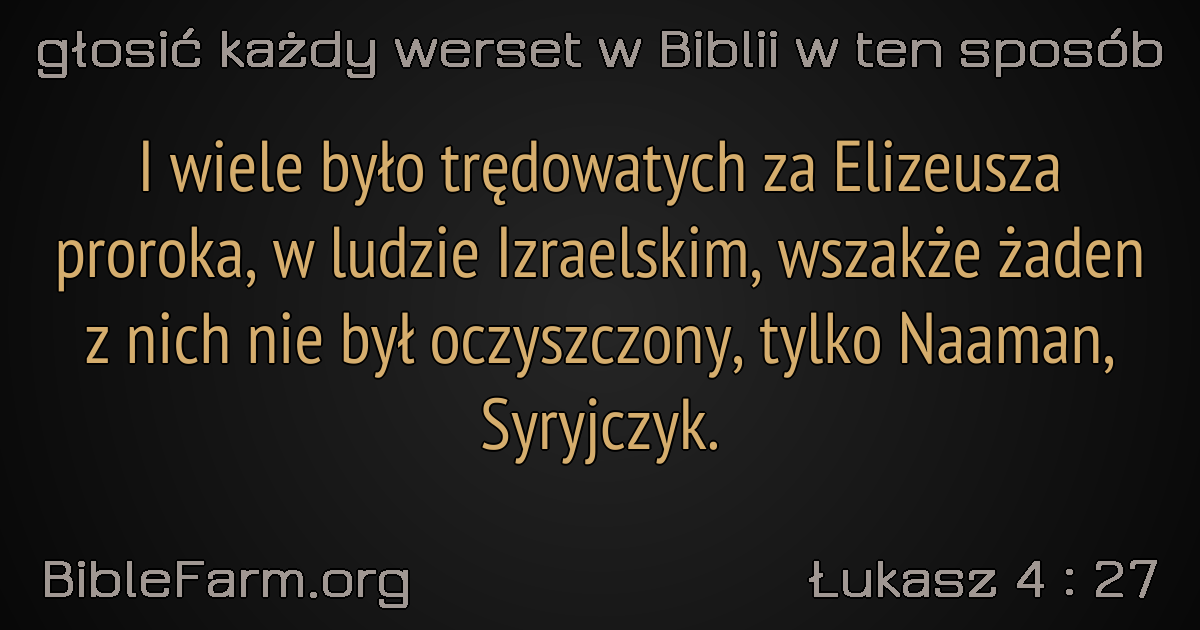 głosić każdy werset w Biblii w ten sposób
I wiele było trędowatych za Elizeusza
proroka, w ludzie Izraelskim, wszakże żaden
z nich nie był oczyszczony, tylko Naaman,
Syryjczyk.
BibleFarm.org
Łukasz 4 : 27